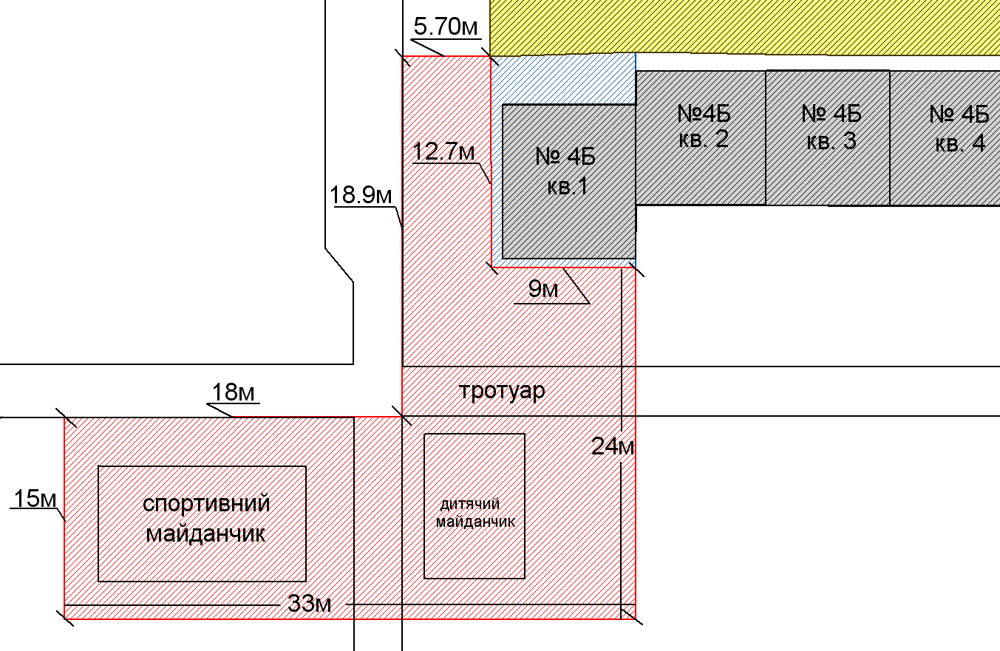 5.70м
№4Б
кв. 2
№ 4Б
кв. 3
№ 4Б
кв. 4
12.7м
№ 4Б
кв.1
18.9м
9м
18м
тротуар
24м
15м
спортивний
майданчик
дитячий
майданчик
33м